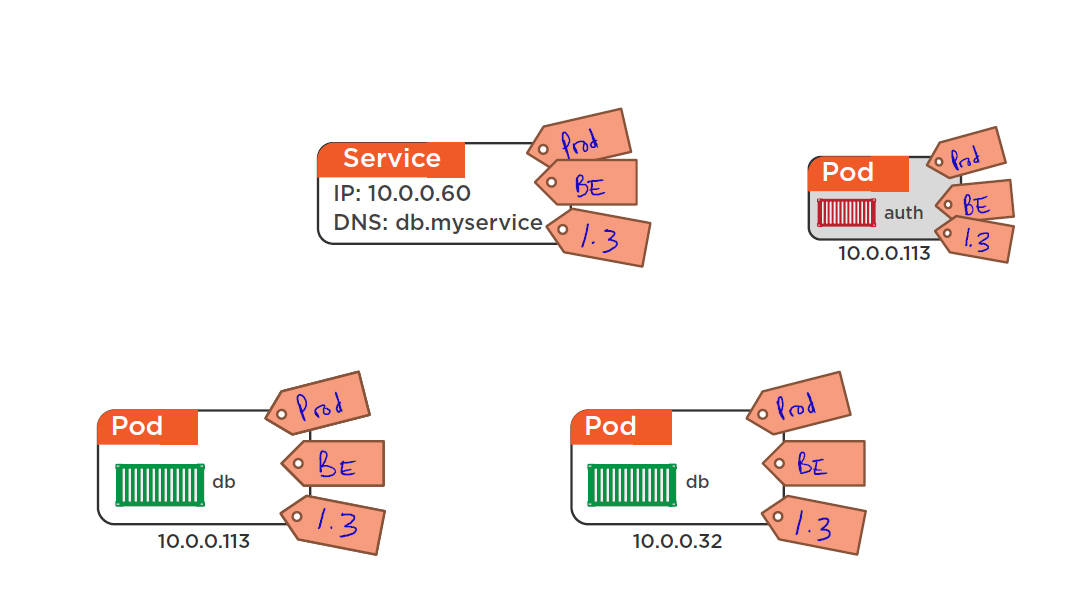 Service
IP: 10.0.0.60
DNS: db.myservice
Prod
BE
1.3
Pod
auth
10.0.0.113
Prod
BE
1.3
Pod
db
10.0.0.113
Prod
BE
1.3
Pod
db
10.0.0.32
Prod
BE
1.3